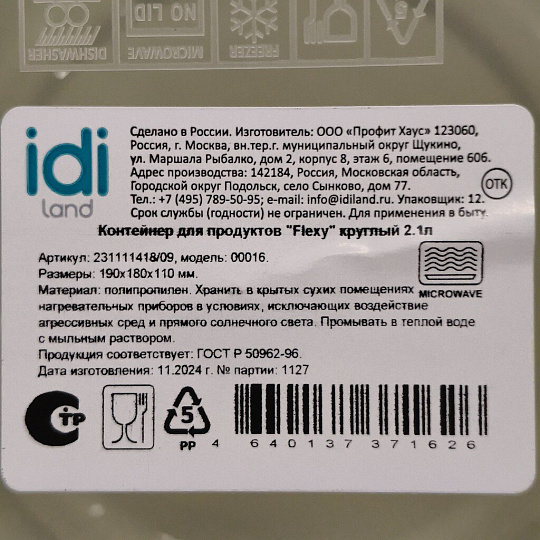 DISHWASHER
MICROWAVE
NO LID
FREEZER
5
idi
land
Сделано в России. Изготовитель: ООО «Профит Хаус» 123060,
Россия, г. Москва, вн.тер.г. муниципальный округ Щукино,
ул. Маршала Рыбалко, дом 2, корпус 8, этаж 6, помещение 606.
Адрес производства: 142184, Россия, Московская область,
Городской округ Подольск, село Сынково, дом 77.
Тел.: +7 (495) 789-50-95; e-mail: info@idiland.ru. Упаковщик: 12.
Срок службы (годности) не ограничен. Для применения в быту.
ОТК
Контейнер для продуктов "Flexy" круглый 2.1л
Артикул: 231111418/09, модель: 00016.
Размеры: 190х180х110 мм.
Материал: полипропилен. Хранить в крытых сухих помещениях
MICROWAVE
нагревательных приборов в условиях, исключающих воздействие
агрессивных сред и прямого солнечного света. Промывать в теплой воде
с мыльным раствором.
Продукция соответствует: ГОСТ Р 50962-96.
Дата изготовления: 11.2024 г. № партии: 1127
СТР
5
PP
4 640137 371626